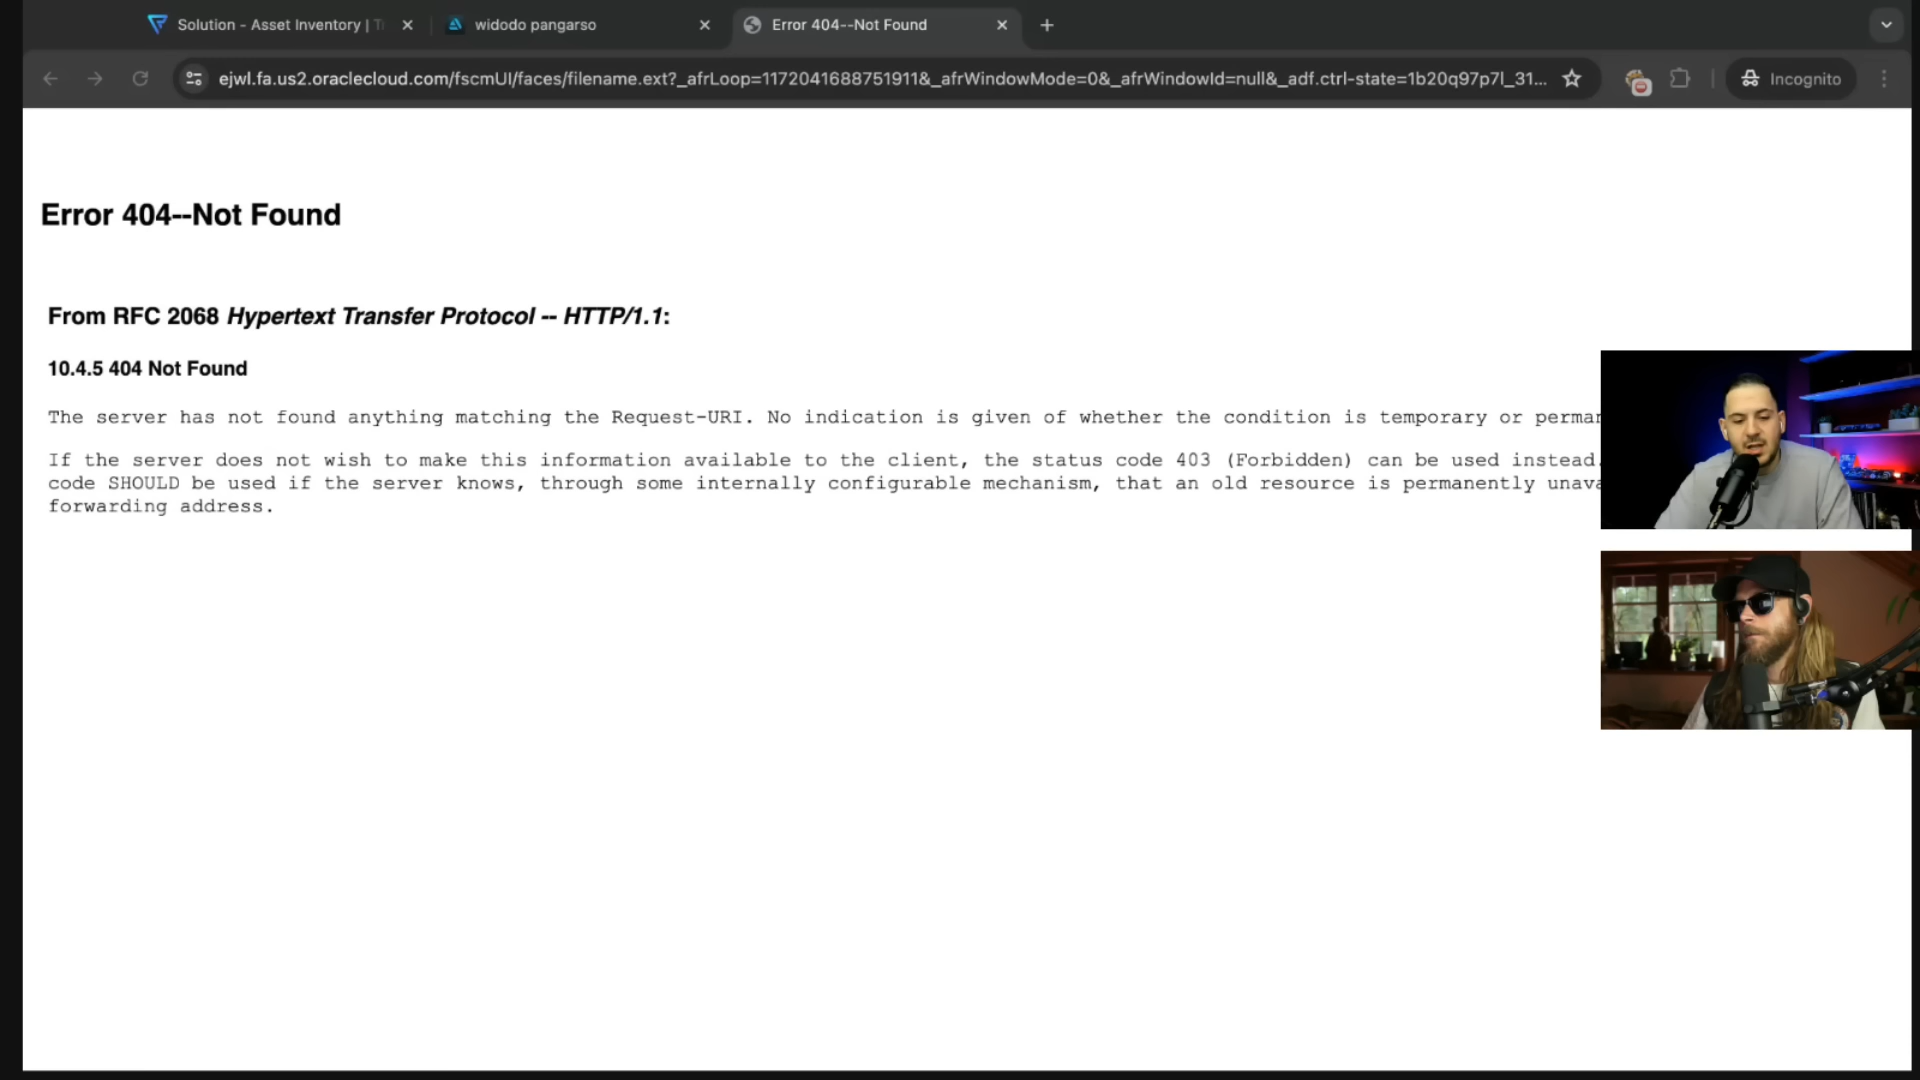 Solution - Asset Inventory |
widodo pangarso
Error 404--Not Found
ejwl.fa.us2.oraclecloud.com/fscmUI/faces/filename.ext?_afrLoop=1172041688751911&_afrWindowMode=0&_afrWindowId=null&_adf.ctrl-state=1b20q97p7l_31...
Incognito
Error 404--Not Found
From RFC 2068 Hypertext Transfer Protocol -- HTTP/1.1:
10.4.5 404 Not Found
The server has not found anything matching the Request-URI. No indication is given of whether the condition is temporary or perman
If the server does not wish to make this information available to the client, the status code 403 (Forbidden) can be used instead.
code SHOULD be used if the server knows, through some internally configurable mechanism, that an old resource is permanently unava
forwarding address.